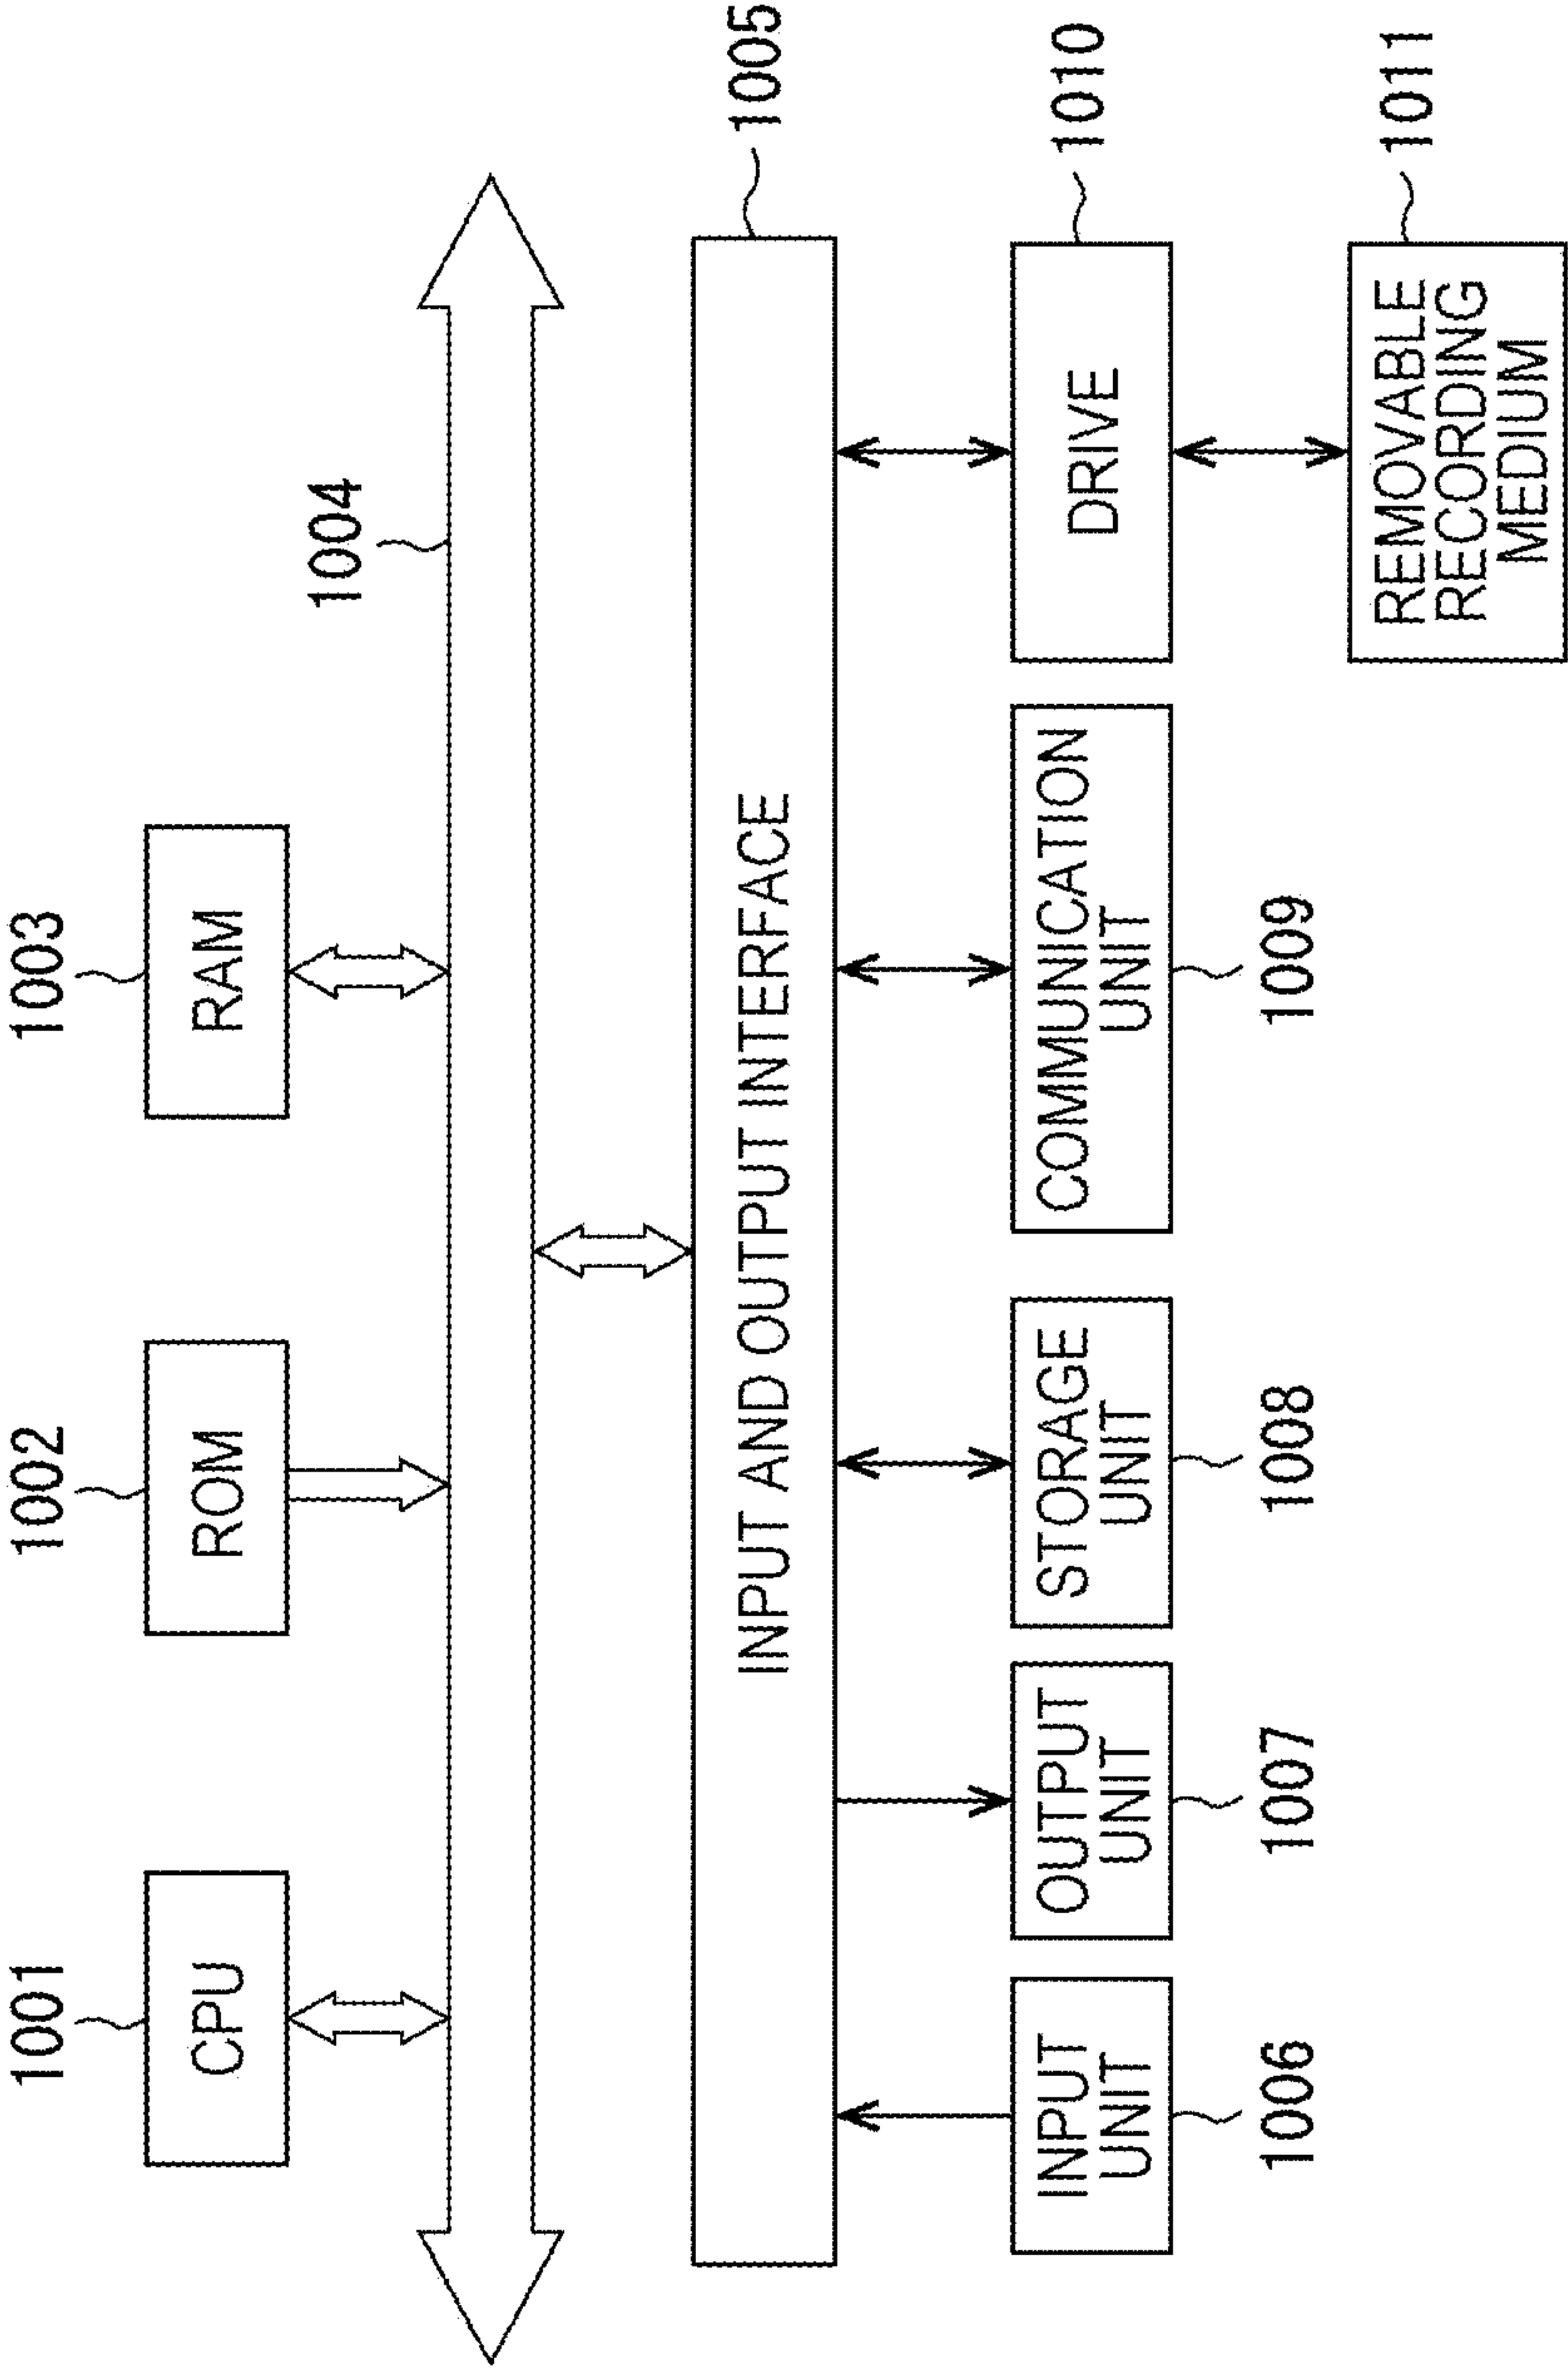 1001
1002
1003
CPU
ROM
RAM
1004
1005
INPUT AND OUTPUT INTERFACE
INPUT
UNIT
OUTPUT
UNIT
STORAGE
UNIT
COMMUNICATION
UNIT
DRIVE
1010
1006
1007
1008
1009
REMOVABLE
RECORDING
MEDIUM
1011